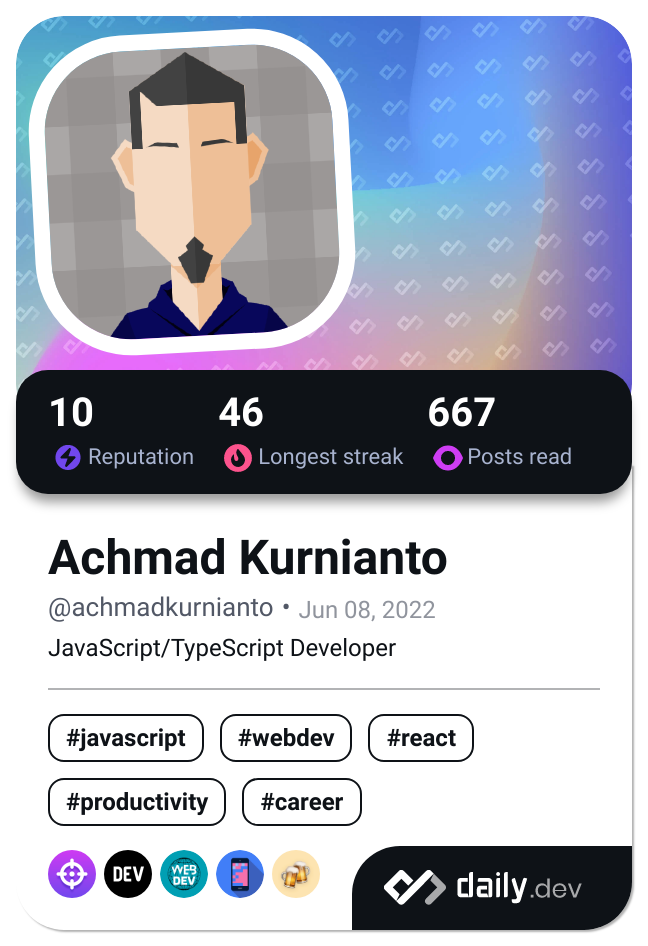 10 46 667
Reputation Longest streak Posts read
Achmad Kurnianto
@achmadkurnianto • Jun 08, 2022
JavaScript/TypeScript Developer
#javascript #webdev #react
#productivity #career
DEV WEB DEV daily.dev